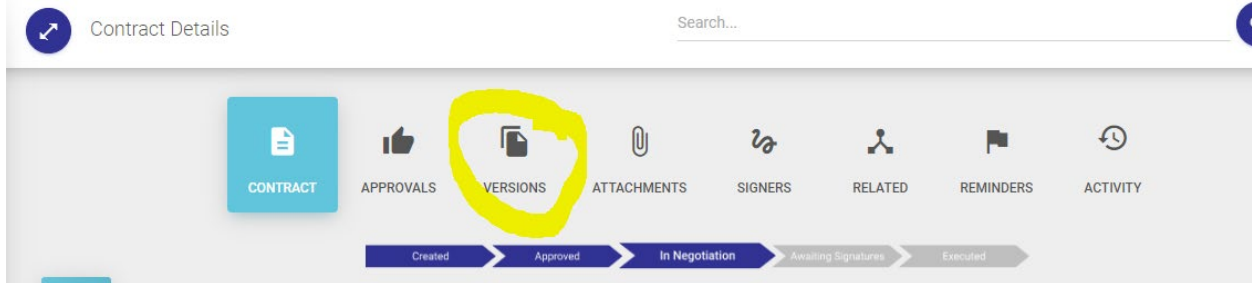 Contract Details Search...
CONTRACT APPROVALS VERSIONS ATTACHMENTS SIGNERS RELATED REMINDERS ACTIVITY
Created Approved In Negotiation Awaiting Signatures Executed